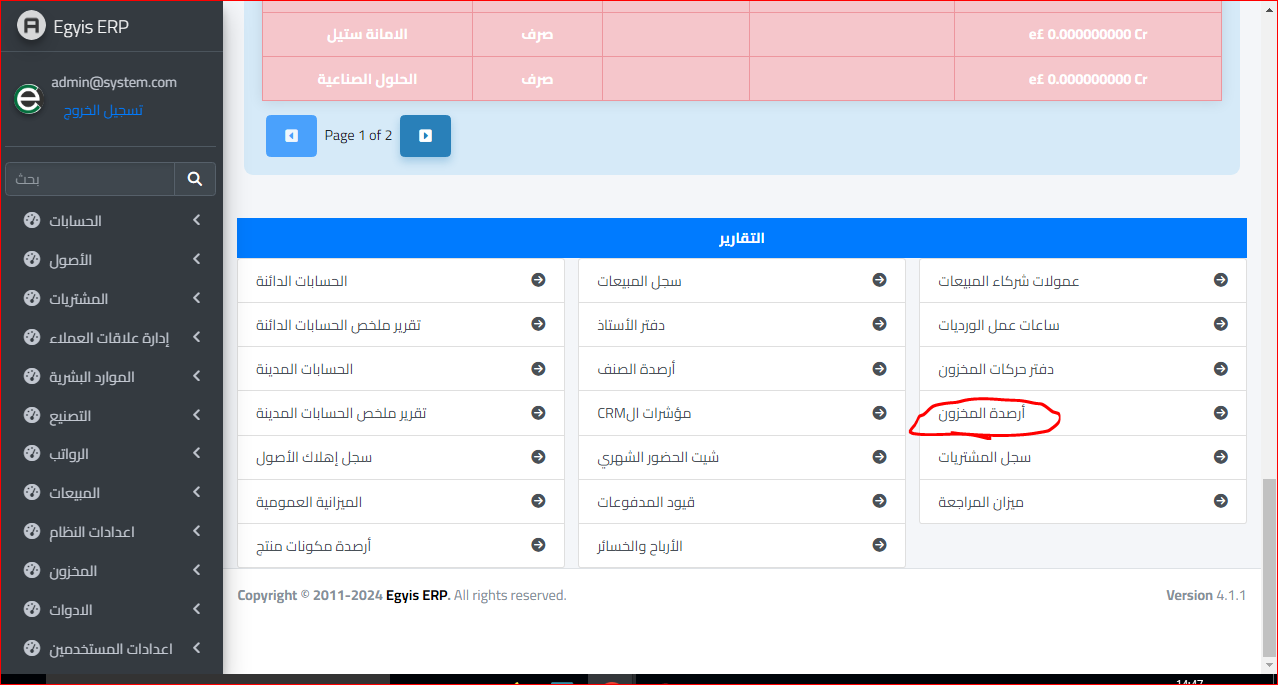 Egyis ERP
admin@system.com
تسجيل الخروج
بحث
الحسابات
الأصول
المشتريات
إدارة علاقات العملاء
الموارد البشرية
التصنيع
الرواتب
المبيعات
اعدادات النظام
المخزون
الادوات
اعدادات المستخدمين
الامانة ستيل صرف e£ 0.000000000 Cr
الحلول الصناعية صرف e£ 0.000000000 Cr
Page 1 of 2
التقارير
الحسابات الدائنة
تقرير ملخص الحسابات الدائنة
الحسابات المدينة
تقرير ملخص الحسابات المدينة
سجل إهلاك الأصول
الميزانية العمومية
أرصدة مكونات منتج
سجل المبيعات
دفتر الأستاذ
أرصدة الصنف
مؤشرات الCRM
شيت الحضور الشهري
قيود المدفوعات
الأرباح والخسائر
عمولات شركاء المبيعات
ساعات عمل الورديات
دفتر حركات المخزون
أرصدة المخزون
سجل المشتريات
ميزان المراجعة
Copyright © 2011-2024 Egyis ERP. All rights reserved.
Version 4.1.1